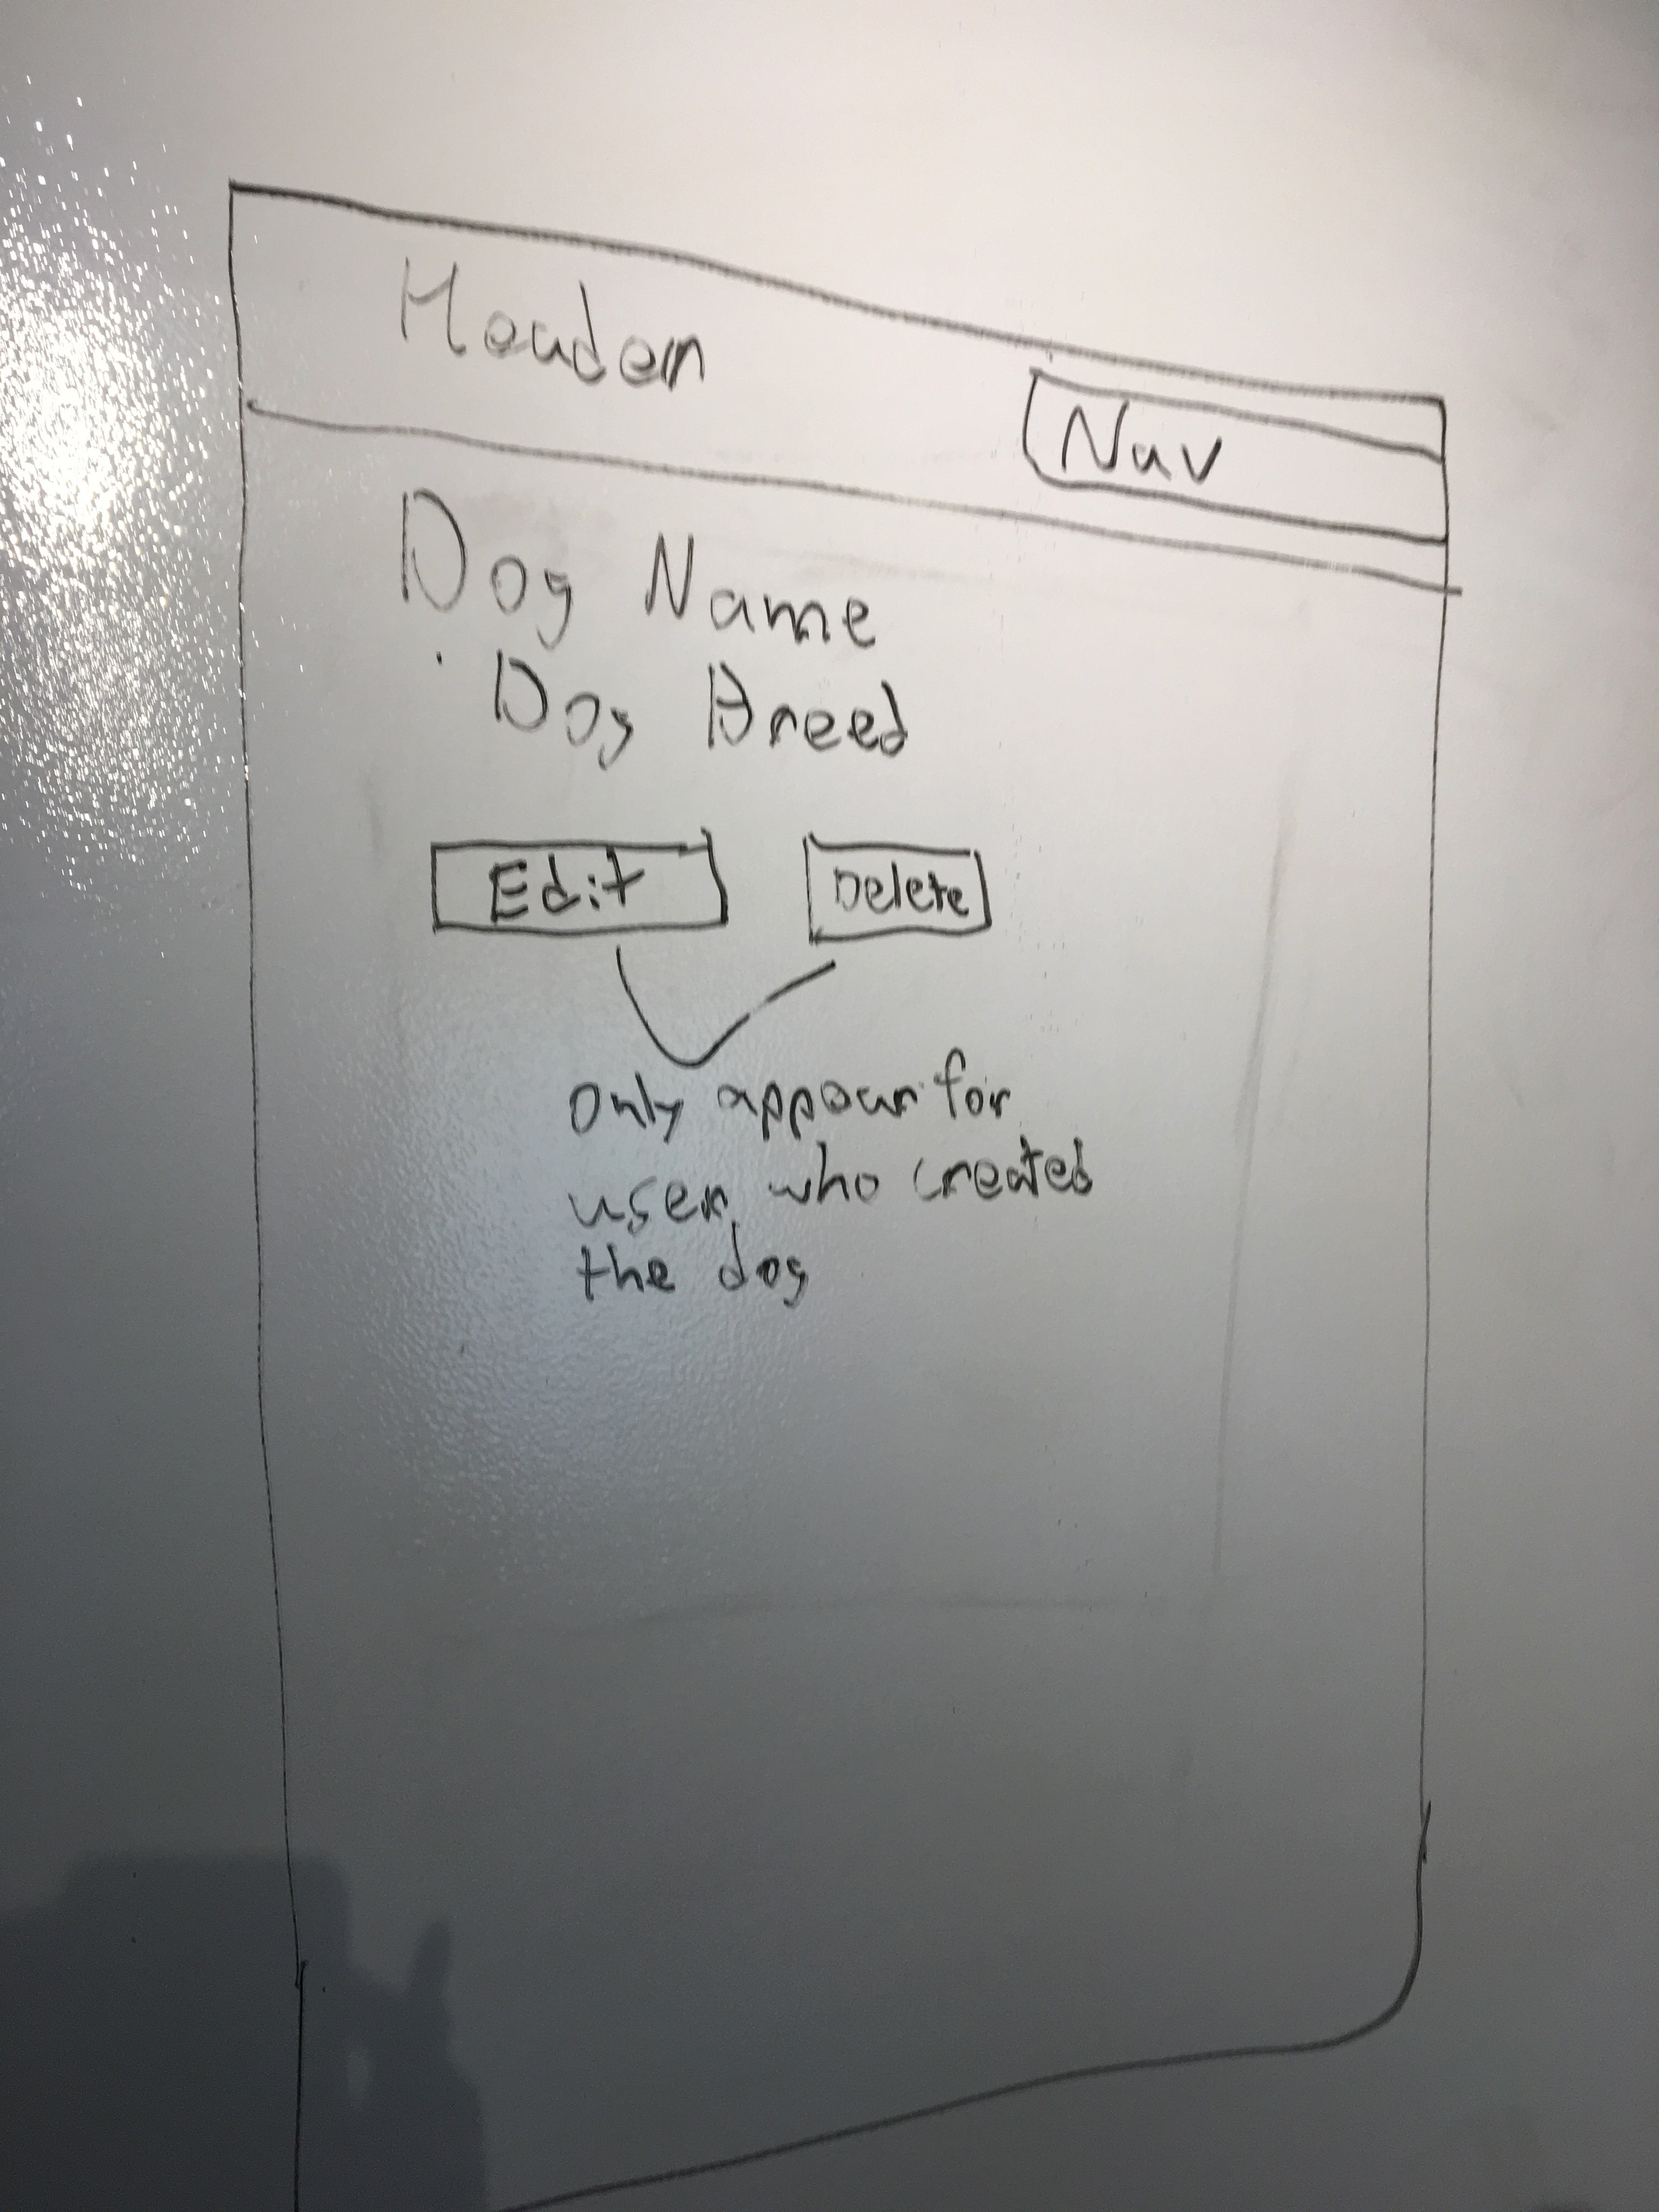 Header
Nav
Dog Name
Dog Breed
Edit
Delete
only appear for
user who created
the dog